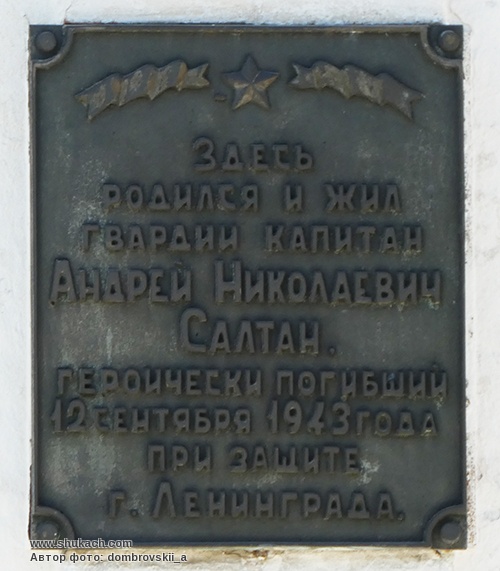 Здесь
родился и жил
гвардии капитан
Андрей Николаевич
Салтан.
героически погибший
12 сентября 1943 года
при защите
г. Ленинграда.
www.shukach.com
Автор фото: dombrovskii_a